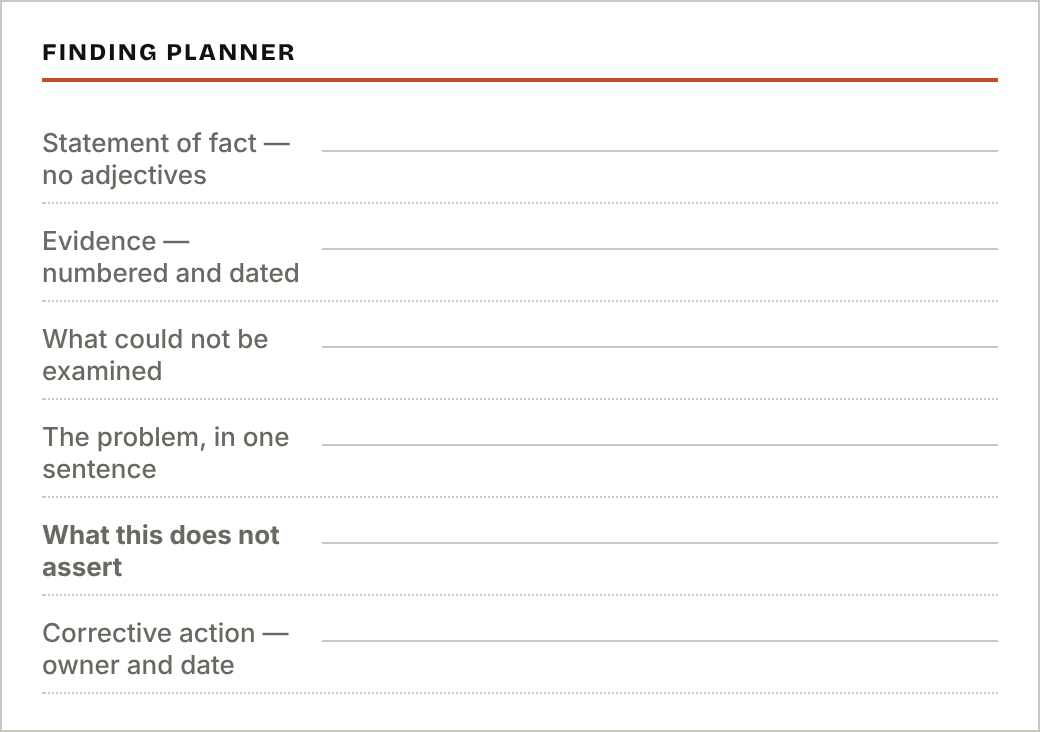 FINDING PLANNER
Statement of fact —
no adjectives
Evidence —
numbered and dated
What could not be
examined
The problem, in one
sentence
What this does not
assert
Corrective action —
owner and date